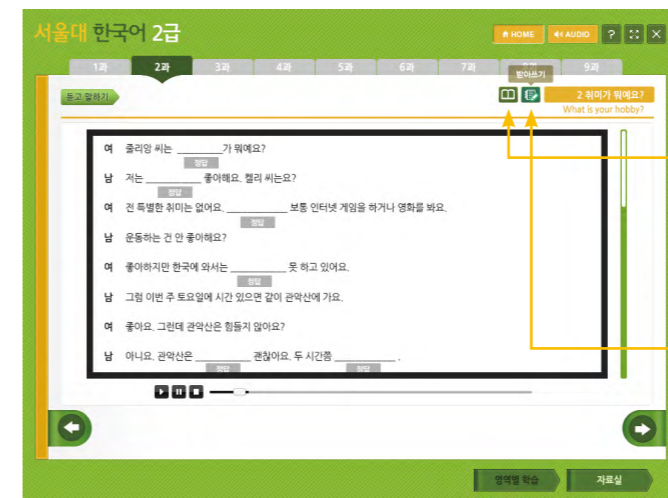 서울대 한국어 2급
HOME
AUDIO
?
1과 2과 3과 4과 5과 6과 7과 9과
받아쓰기
듣고 말하기
2 취미가 뭐예요?
What is your hobby?
여 줄리앙 씨는 __________가 뭐예요?
정답
남 저는 __________ 좋아해요. 켈리 씨는요?
정답
여 전 특별한 취미는 없어요. __________ 보통 인터넷 게임을 하거나 영화를 봐요.
정답
남 운동하는 건 안 좋아해요?
여 좋아하지만 한국에 와서는 __________ 못 하고 있어요.
정답
남 그럼 이번 주 토요일에 시간 있으면 같이 관악산에 가요.
여 좋아요. 그런데 관악산은 힘들지 않아요?
남 아니요. 관악산은 __________ 괜찮아요. 두 시간쯤 __________ .
정답 정답
영역별 학습
자료실